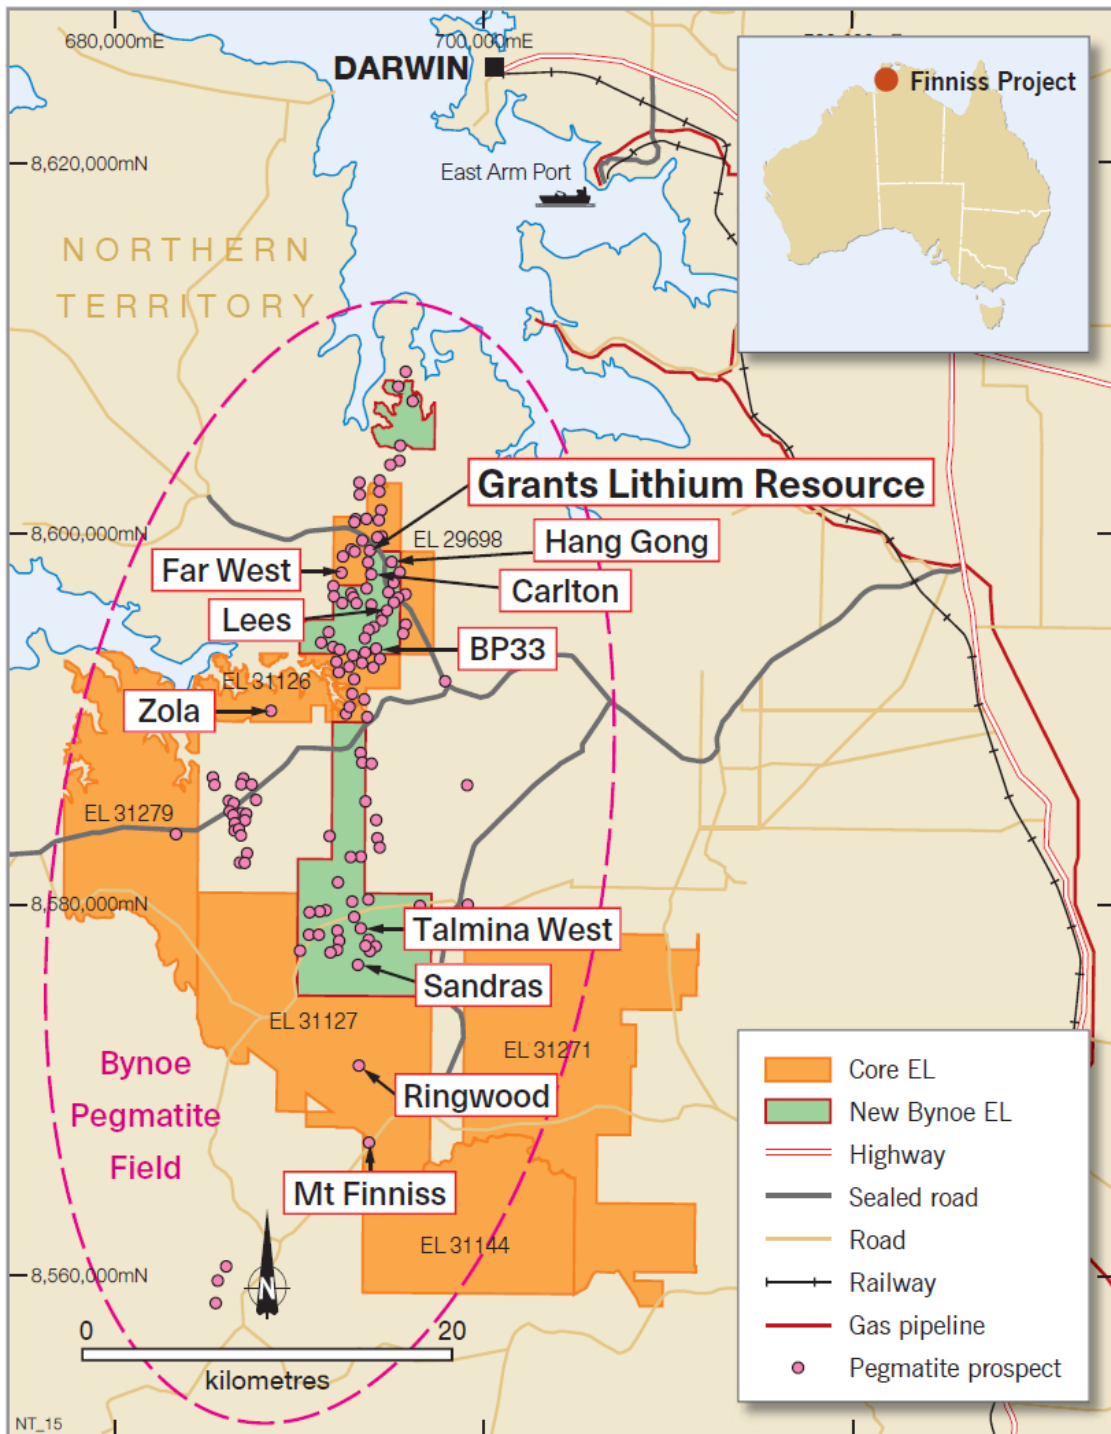 680,000mE
700,000mE
DARWIN
Finniss Project
8,620,000mN
East Arm Port
NORTHERN
TERRITORY
Grants Lithium Resource
8,600,000mN
EL 29698
Hang Gong
Far West
Carlton
Lees
BP33
EL 31126
Zola
EL 31279
8,580,000mN
Talmina West
Sandras
EL 31127
EL 31271
Bynoe
Pegmatite
Field
Ringwood
Mt Finniss
EL 31144
8,560,000mN
N
0 20
kilometres
NT_15
Core EL
New Bynoe EL
Highway
Sealed road
Road
Railway
Gas pipeline
Pegmatite prospect